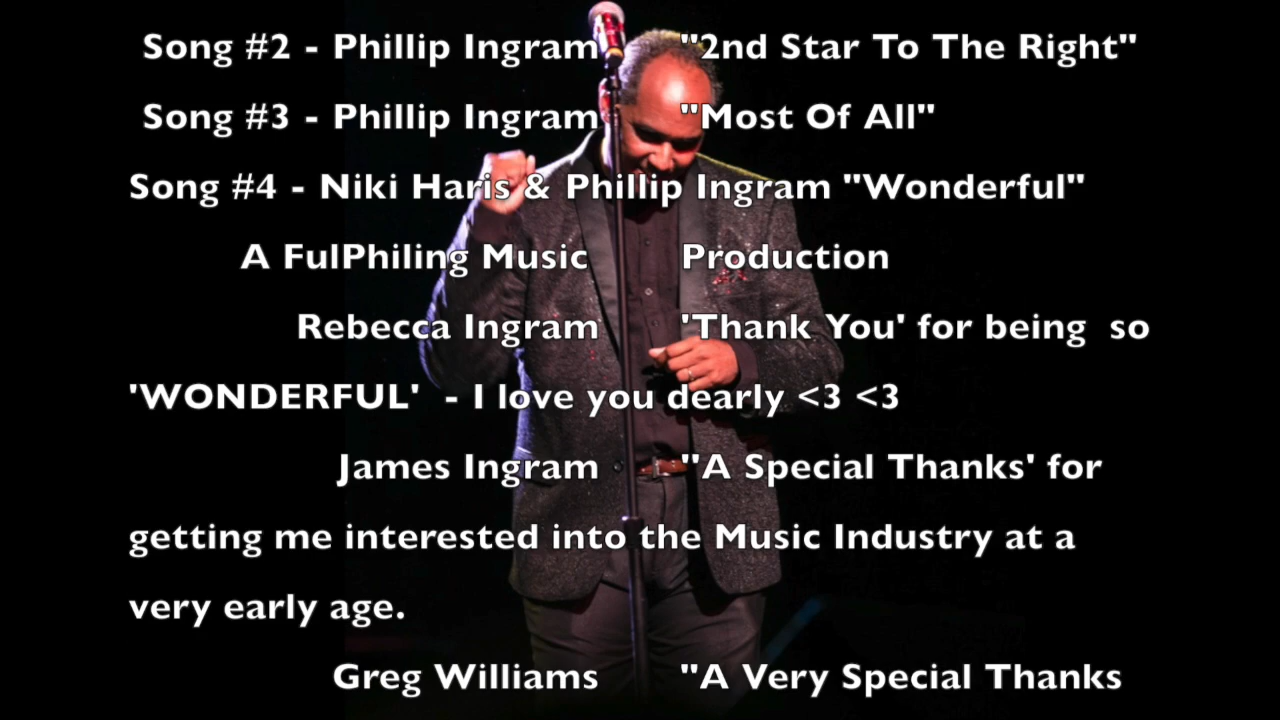 Song #2 - Phillip Ingram "2nd Star To The Right"
Song #3 - Phillip Ingram "Most Of All"
Song #4 - Niki Haris & Phillip Ingram "Wonderful"
A FulPhiling Music Production
Rebecca Ingram 'Thank You' for being  so
'WONDERFUL'  - I love you dearly <3 <3
James Ingram "A Special Thanks' for
getting me interested into the Music Industry at a
very early age.
Greg Williams "A Very Special Thanks